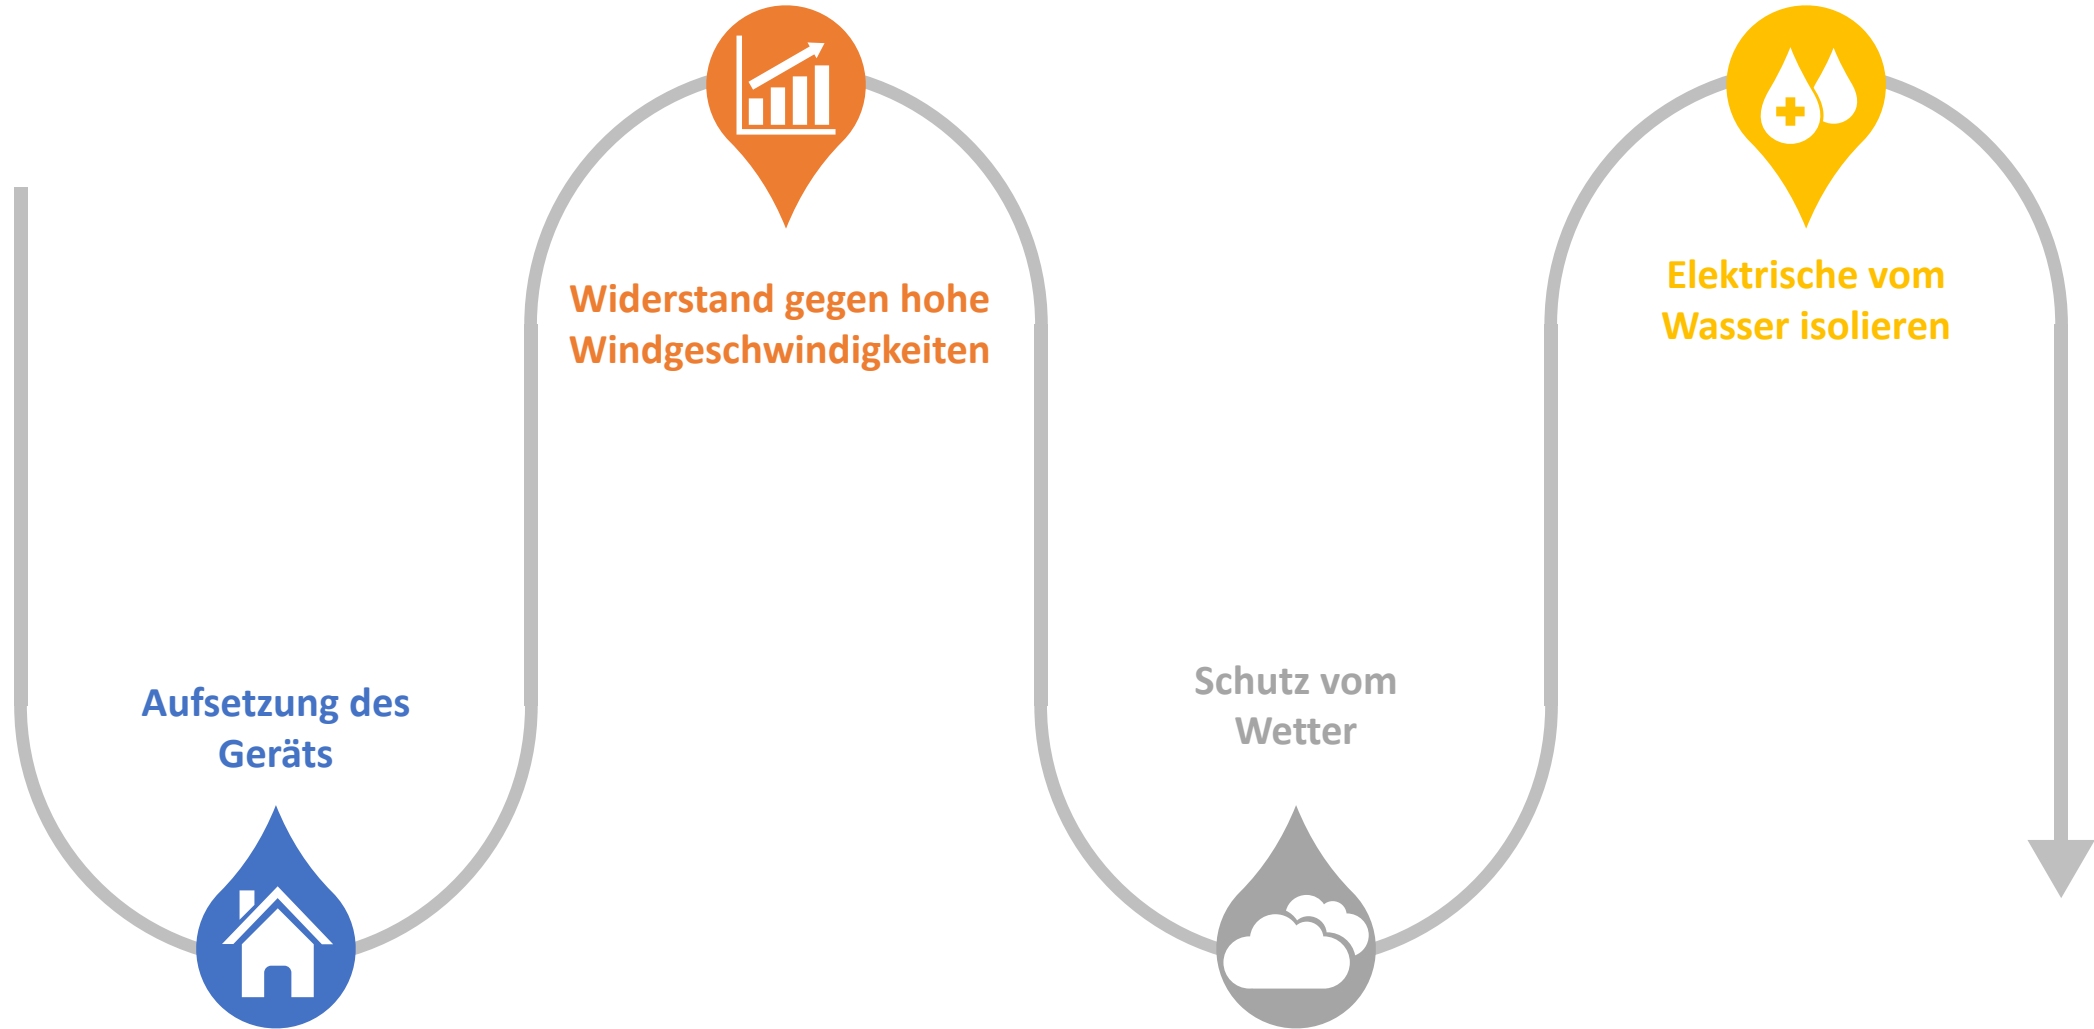 Aufsetzung des
Geräts
Widerstand gegen hohe
Windgeschwindigkeiten
Schutz vom
Wetter
Elektrische vom
Wasser isolieren